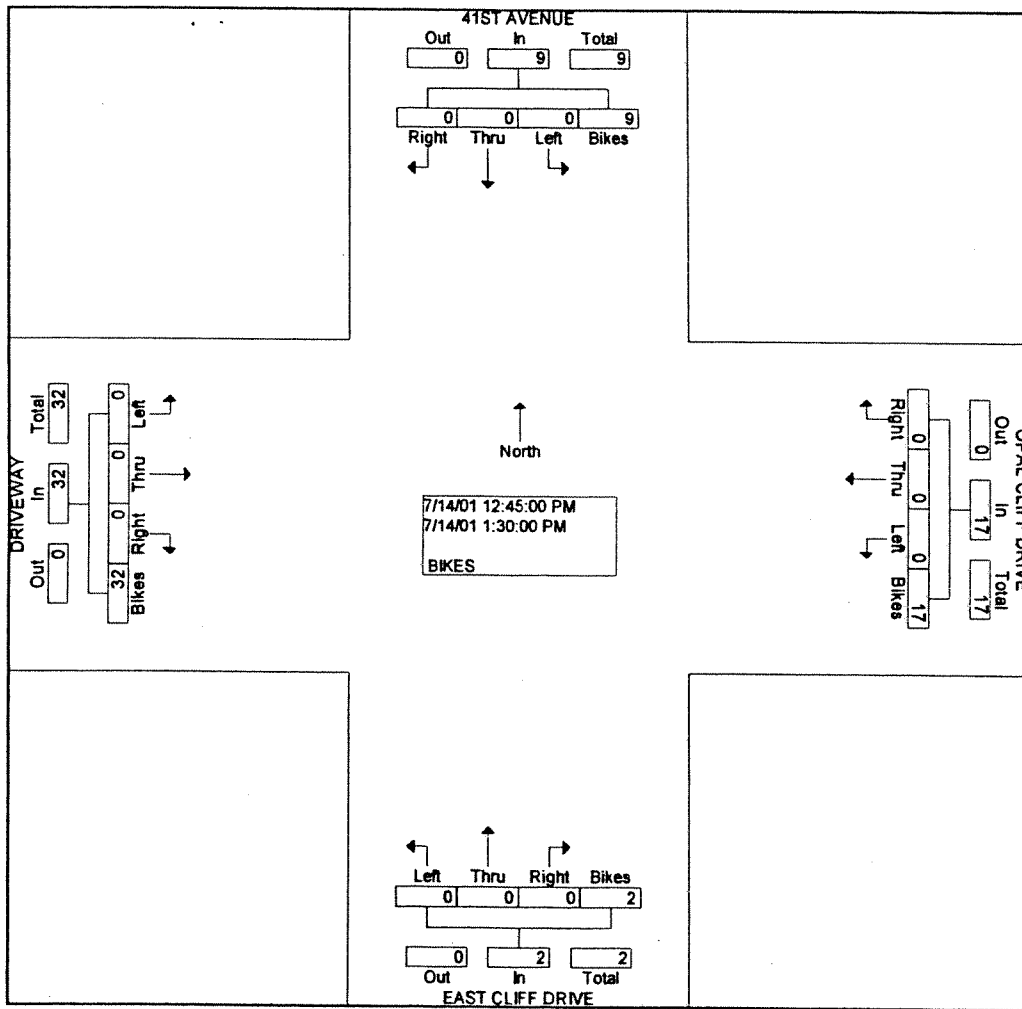 41ST AVENUE
Out In Total
0 9 9
0 0 0 9
Right Thru Left Bikes
DRIVEWAY
Total In Out
32 32 0
0 0 0 32
Left Thru Right Bikes
North
7/14/01 12:45:00 PM
7/14/01 1:30:00 PM
BIKES
Right Thru Left Bikes
0 0 0 17
Out In Total
0 17 17
OPAL CLIFF DRIVE
Left Thru Right Bikes
0 0 0 2
0 2 2
Out In Total
EAST CLIFF DRIVE